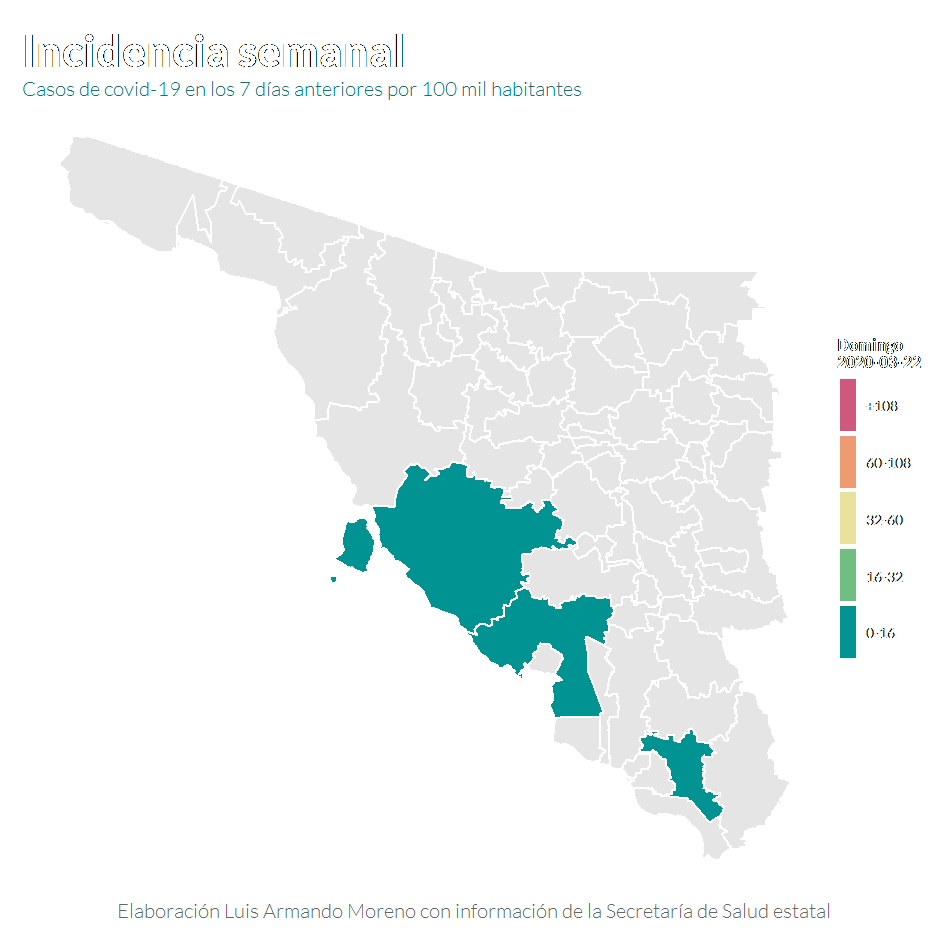 Incidencia semanal
Casos de covid-19 en los 7 días anteriores por 100 mil habitantes
Domingo
2020-03-22
+108
60-108
32-60
16-32
0-16
Elaboración Luis Armando Moreno con información de la Secretaría de Salud estatal